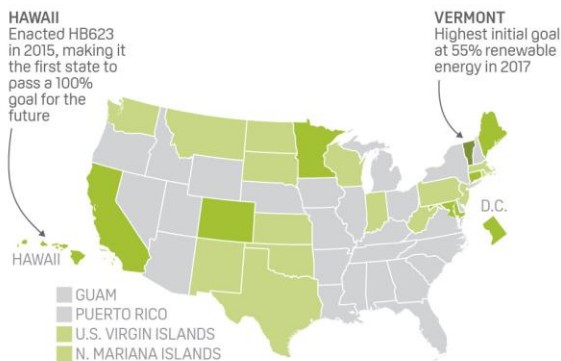 HAWAII
Enacted HB623
in 2015, making it
the first state to
pass a 100%
goal for the
future
VERMONT
Highest initial goal
at 55% renewable
energy in 2017
D.C.
HAWAII
GUAM
PUERTO RICO
U.S. VIRGIN ISLANDS
N. MARIANA ISLANDS